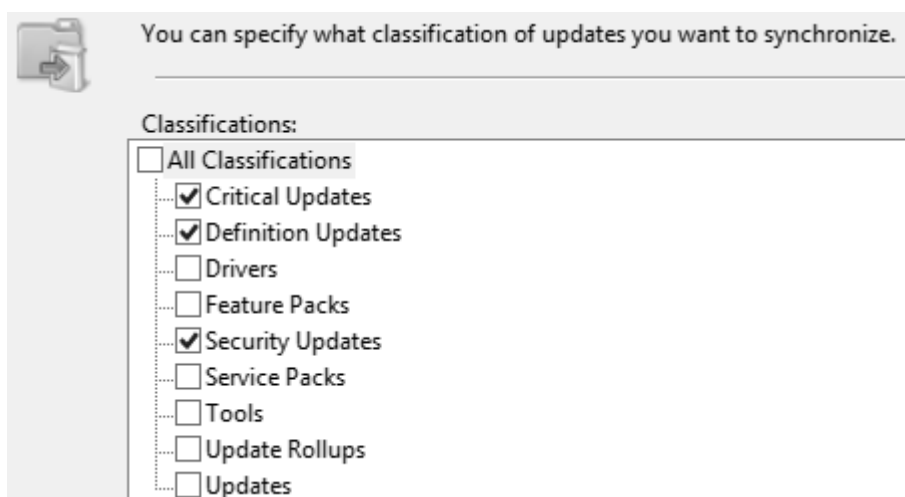 You can specify what classification of updates you want to synchronize.
Classifications:
All Classifications
Critical Updates
Definition Updates
Drivers
Feature Packs
Security Updates
Service Packs
Tools
Update Rollups
Updates